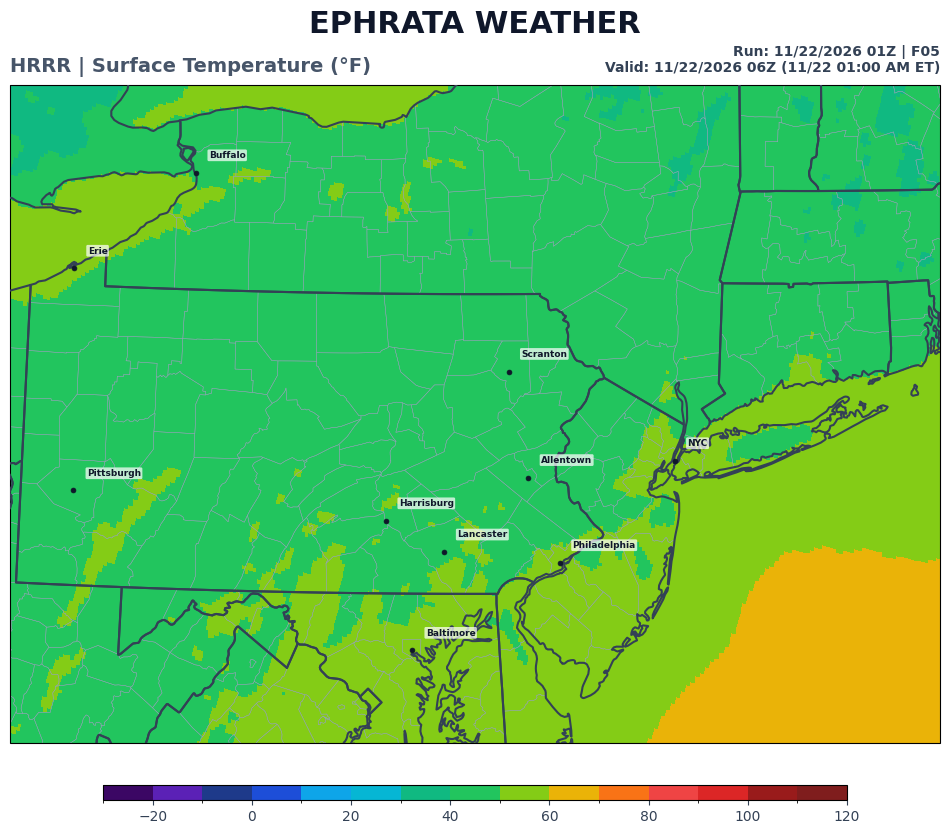 EPHRATA WEATHER
HRRR | Surface Temperature (°F)
Run: 11/22/2026 01Z | F05
Valid: 11/22/2026 06Z (11/22 01:00 AM ET)
Buffalo
Erie
Scranton
NYC
Allentown
Pittsburgh
Harrisburg
Lancaster
Philadelphia
Baltimore
−20 0 20 40 60 80 100 120